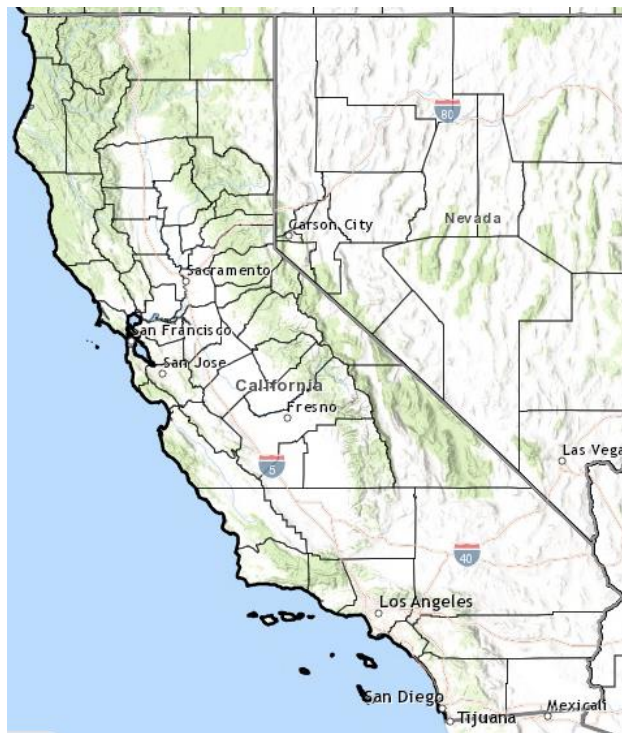 80
Nevada
Carson City
Sacramento
San Francisco
San Jose
California
Fresno
Las Vega
5
40
Los Angeles
San Diego
Tijuana
Mexicali